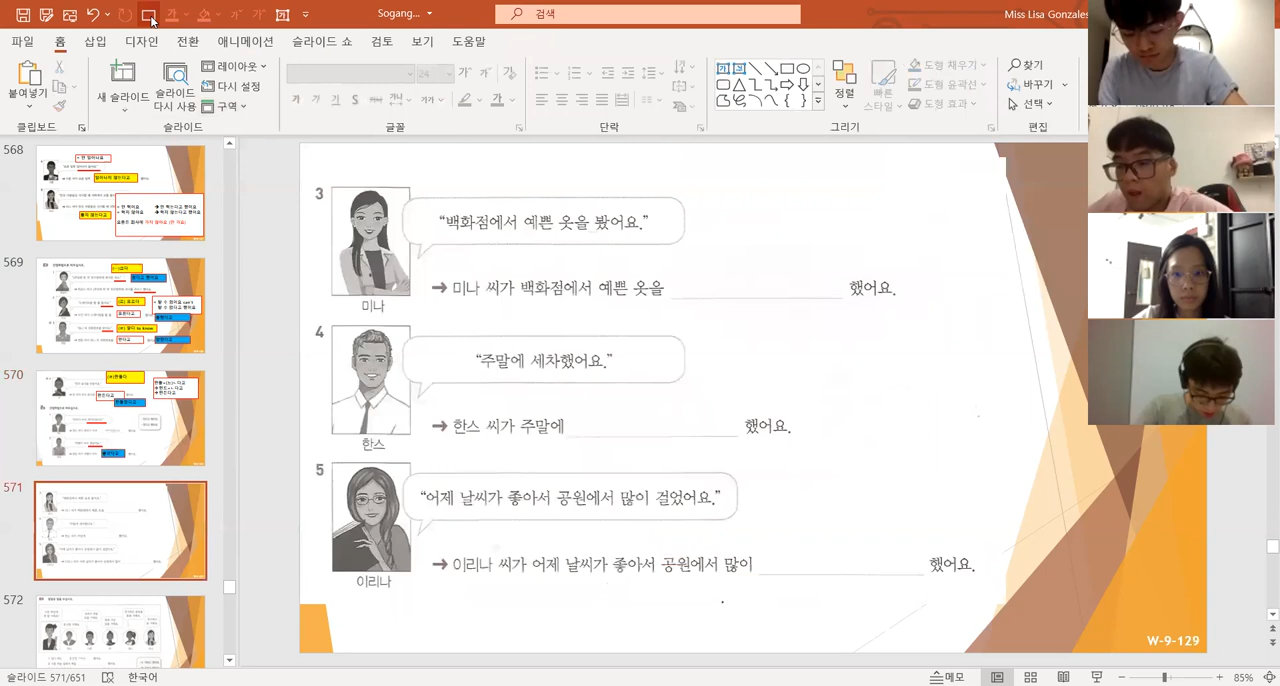 Sogang...
검색
Miss Lisa Gonzales
파일 홈 삽입 디자인 전환 애니메이션 슬라이드 쇼 검토 보기 도움말
붙여넣기
새 슬라이드
슬라이드 다시 사용
레이아웃
다시 설정
구역
24
가 가 가 S
정렬
빠른 스타일
도형 채우기
도형 윤곽선
도형 효과
찾기
바꾸기
선택
클립보드 슬라이드 글꼴 단락 그리기 편집
568
569
570
571
572
3
"백화점에서 예쁜 옷을 봤어요."
→ 미나 씨가 백화점에서 예쁜 옷을 했어요.
미나
4
"주말에 세차했어요."
→ 한스 씨가 주말에 했어요.
한스
5
"어제 날씨가 좋아서 공원에서 많이 걸었어요."
→ 이리나 씨가 어제 날씨가 좋아서 공원에서 많이 했어요.
이리나
W-9-129
슬라이드 571/651
한국어
메모
85%